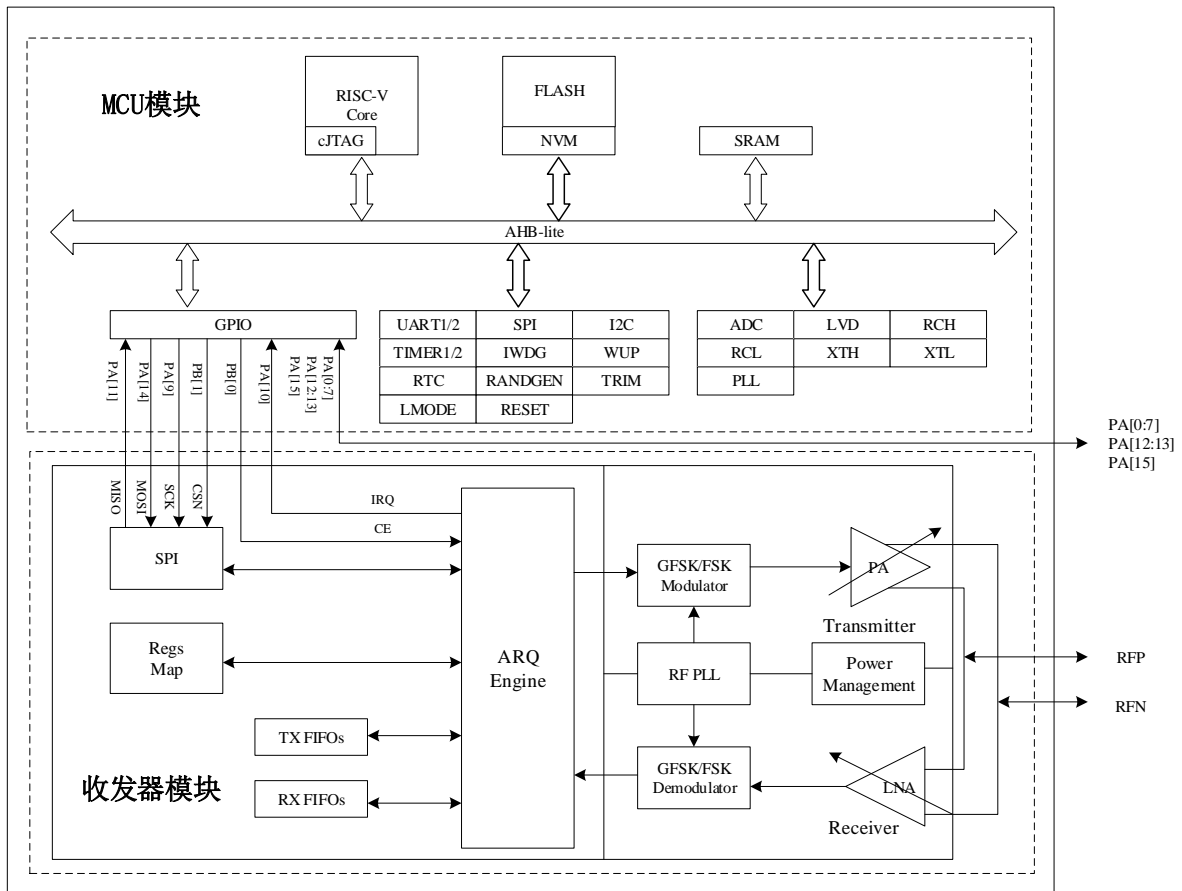 MCU模块
RISC-V
Core
cJTAG
FLASH
NVM
SRAM
AHB-lite
GPIO
UART1/2
SPI
I2C
TIMER1/2
IWDG
WUP
RTC
RANDGEN
TRIM
LMODE
RESET
ADC
LVD
RCH
RCL
XTH
XTL
PLL
PA[11]
PA[14]
PA[9]
PB[1]
PB[0]
PA[10]
PA[15]
PA[12:13]
PA[0:7]
PA[0:7]
PA[12:13]
PA[15]
MISO
MOSI
SCK
CSN
IRQ
CE
SPI
Regs
Map
TX FIFOs
RX FIFOs
收发器模块
ARQ
Engine
GFSK/FSK
Modulator
RF PLL
GFSK/FSK
Demodulator
PA
Transmitter
Power
Management
LNA
Receiver
RFP
RFN